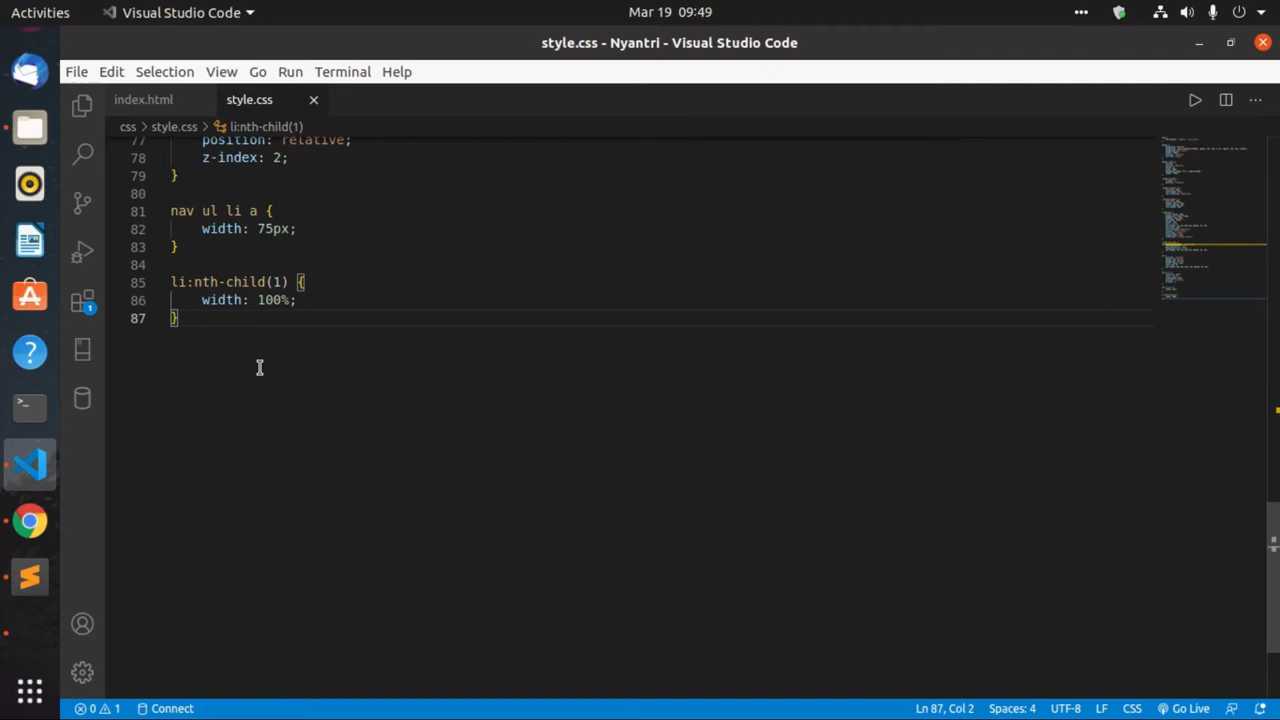 Activities
Visual Studio Code
Mar 19 09:49
style.css - Nyantri - Visual Studio Code
File Edit Selection View Go Run Terminal Help
index.html
style.css
css > style.css > li:nth-child(1)
77 position: relative;
78 z-index: 2;
79 }
80
81 nav ul li a {
82 width: 75px;
83 }
84
85 li:nth-child(1) {
86 width: 100%;
87 }
1
0 1 Connect
Ln 87, Col 2 Spaces: 4 UTF-8 LF CSS Go Live